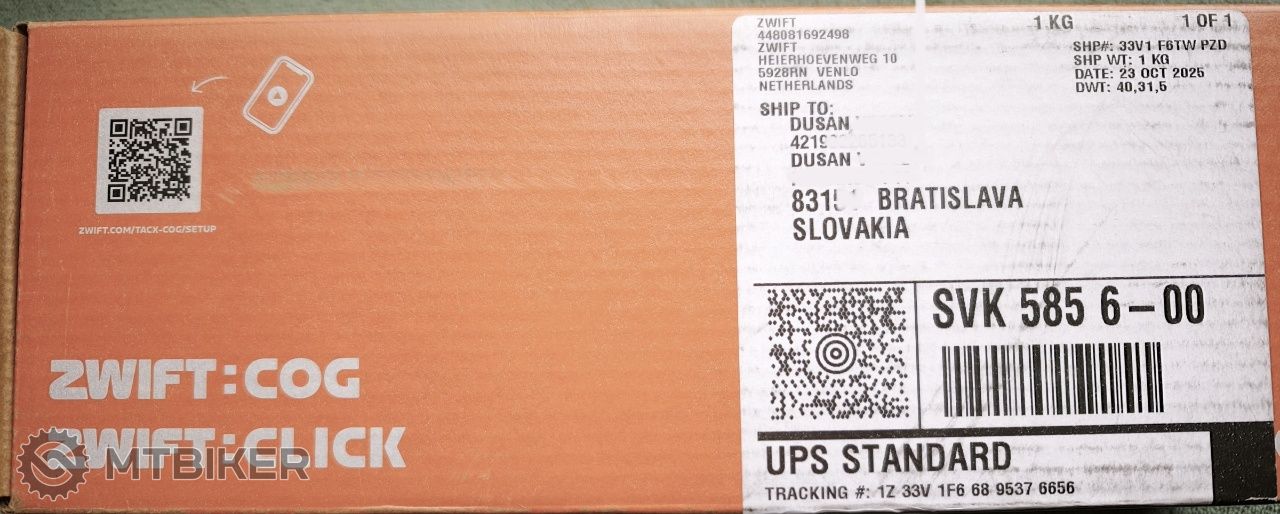 ZWIFT.COM/TACX-COG/SETUP
ZWIFT:COG
ZWIFT:CLICK
MTBIKER
ZWIFT
448081692498
ZWIFT
HEIERHOEVENWEG 10
5928RN VENLO
NETHERLANDS
1 KG
1 OF 1
SHP#: 33V1 F6TW PZD
SHP WT: 1 KG
DATE: 23 OCT 2025
DWT: 40,31,5
SHIP TO:
DUSAN
DUSAN
BRATISLAVA
SLOVAKIA
SVK 585 6-00
UPS STANDARD
TRACKING #: 1Z 33V 1F6 68 9537 6656